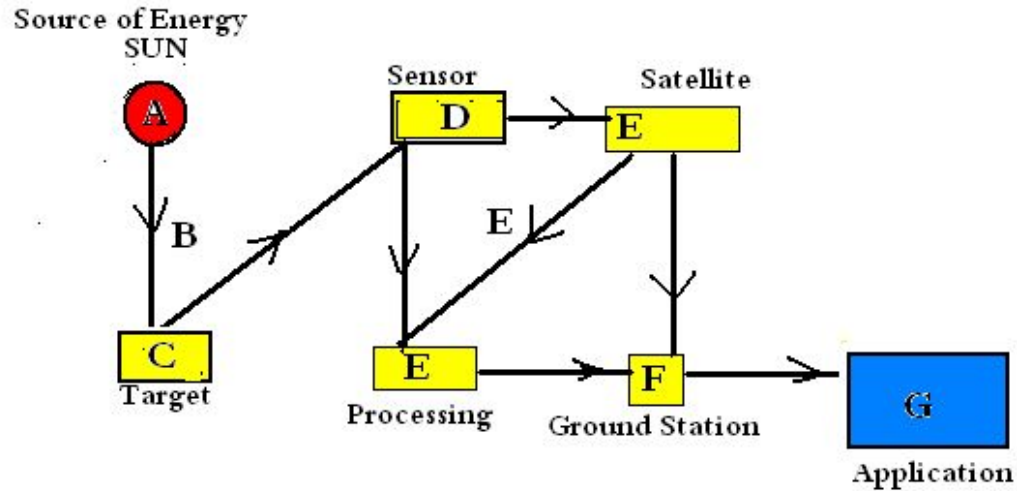 Source of Energy
SUN
A
B
C
Target
Sensor
D
Satellite
E
E
E
Processing
F
Ground Station
G
Application